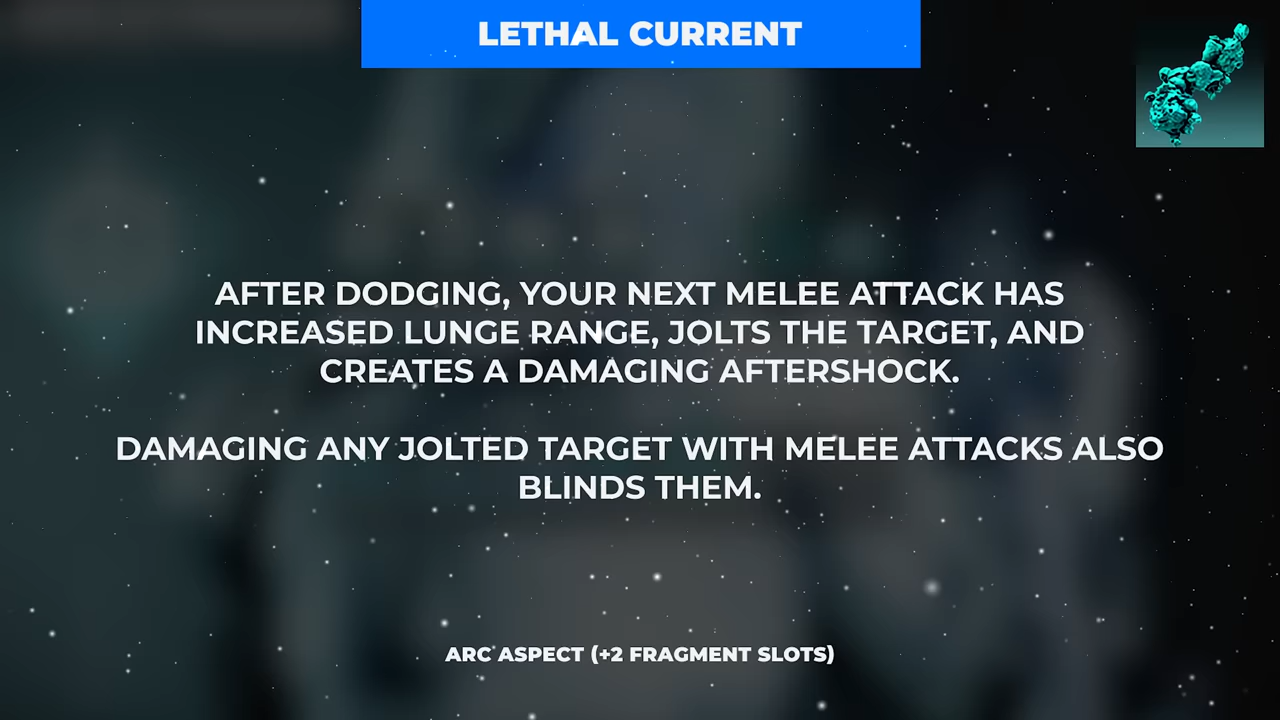 LETHAL CURRENT
AFTER DODGING, YOUR NEXT MELEE ATTACK HAS
INCREASED LUNGE RANGE, JOLTS THE TARGET, AND
CREATES A DAMAGING AFTERSHOCK.
DAMAGING ANY JOLTED TARGET WITH MELEE ATTACKS ALSO
BLINDS THEM.
ARC ASPECT (+2 FRAGMENT SLOTS)